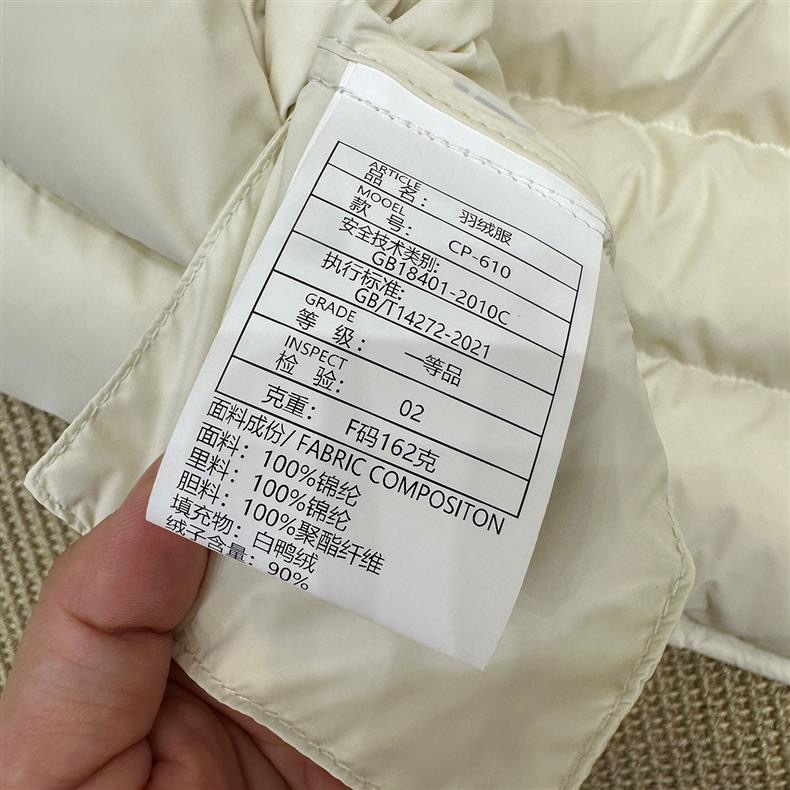 ARTICLE
品 名： 羽绒服
MOOEL
款 号： CP-610
安全技术类别:
GB18401-2010C
执行标准:
GB/T14272-2021
GRADE
等 级： 一等品
INSPECT
检 验： 02
克重： F码162克
面料成份/ FABRIC COMPOSITON
面料：100%锦纶
里料：100%锦纶
胆料：100%聚酯纤维
填充物：白鸭绒
绒子含量：90%